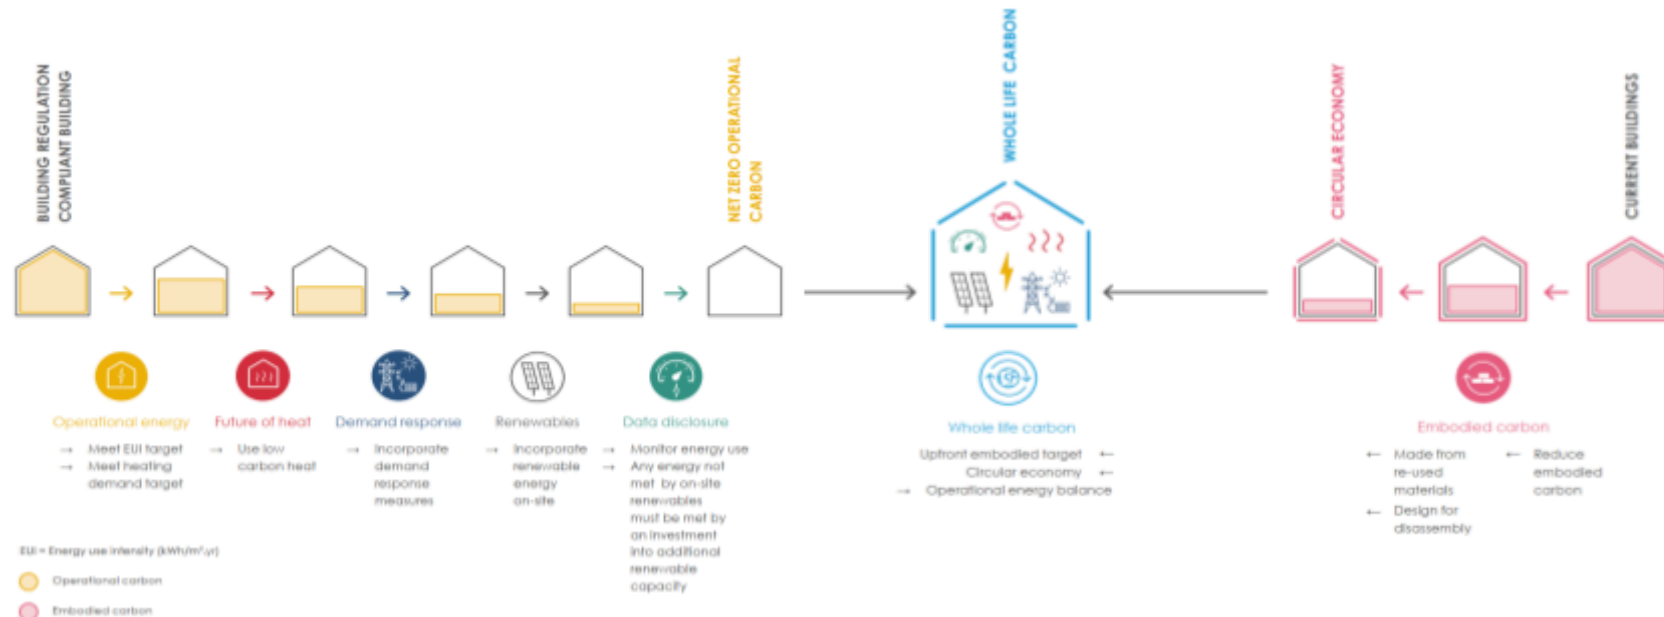 BUILDING REGULATION
COMPLIANT BUILDING
NET ZERO OPERATIONAL
CARBON
WHOLE LIFE CARBON
CIRCULAR ECONOMY
CURRENT BUILDINGS
Operational energy
→ Meet EUI target
→ Meet heating
demand target
Future of heat
→ Use low
carbon heat
Demand response
→ Incorporate
demand
response
measures
Renewables
→ Incorporate
renewable
energy
on-site
Data disclosure
→ Monitor energy use
→ Any energy not
met by on-site
renewables
must be met by
an investment
into additional
renewable
capacity
Whole life carbon
Upfront embodied target ←
Circular economy ←
→ Operational energy balance
Embodied carbon
← Made from
re-used
materials
← Design for
disassembly
← Reduce
embodied
carbon
EUI = Energy use intensity (kWh/m².yr)
Operational carbon
Embodied carbon